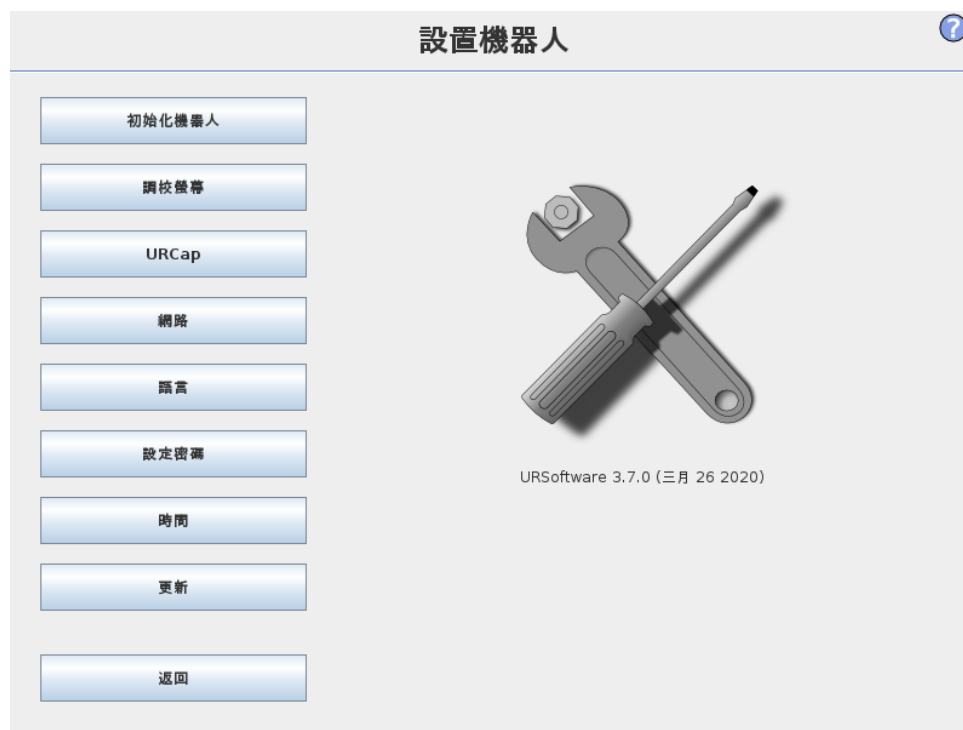 設置機器人
?
初始化機器人
調校螢幕
URCap
網路
語言
設定密碼
時間
更新
返回
URSoftware 3.7.0 (三月 26 2020)